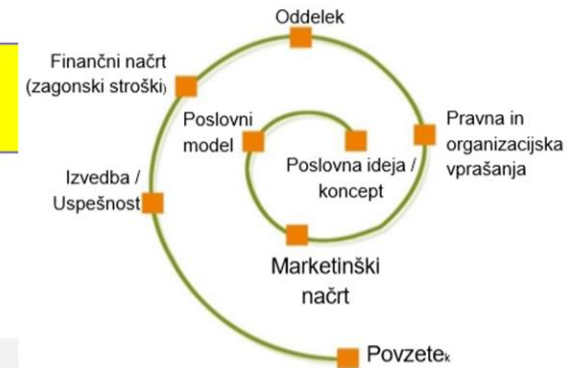 Oddelek
Finančni načrt
(zagonski stroški)
Poslovni
model
Pravna in
organizacijska
vprašanja
Poslovna ideja /
koncept
Izvedba /
Uspešnost
Marketinški
načrt
Povzetek